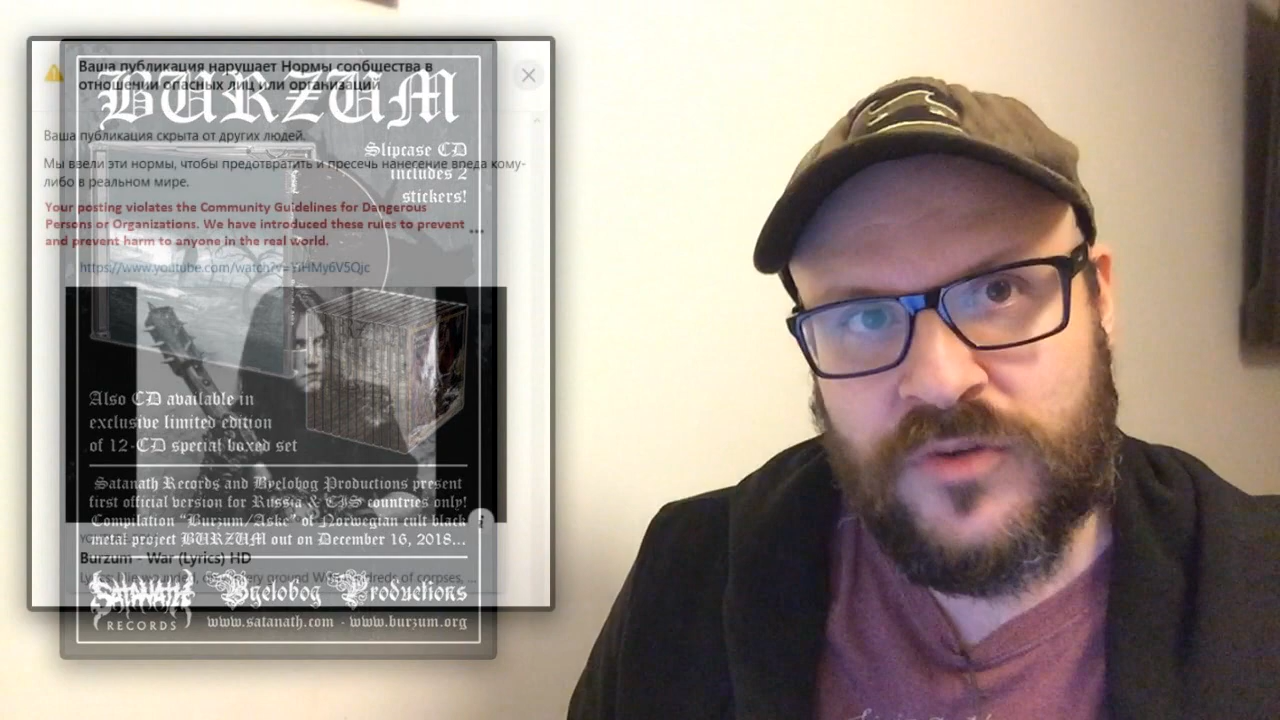 Ваша публикация нарушает Нормы сообщества в
отношении опасных лиц или организаций
BURZUM
Ваша публикация скрыта от других людей.
Slipcase CD
includes 2
stickers!
Мы ввели эти нормы, чтобы предотвратить и пресечь нанесение вреда кому-
либо в реальном мире.
Your posting violates the Community Guidelines for Dangerous
Persons or Organizations. We have introduced these rules to prevent
and prevent harm to anyone in the real world.
Also CD available in
exclusive limited edition
of 12-CD special boxed set
Satanath Records and Byelobog Productions present
first official version for Russia & CIS countries only!
Compilation "Burzum/Aske" of Norwegian cult black
metal project BURZUM out on December 16, 2018...
Burzum - War (Lyrics) HD
SATANATH
RECORDS
Byelobog Productions
www.satanath.com - www.burzum.org